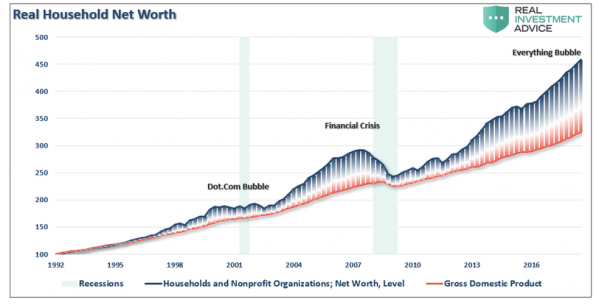 Real Household Net Worth
REAL
INVESTMENT
ADVICE
500
450
400
350
300
250
200
150
100
Everything Bubble
Financial Crisis
Dot.Com Bubble
1992
1995
1998
2001
2004
2007
2010
2013
2016
Recessions
Households and Nonprofit Organizations; Net Worth, Level
Gross Domestic Product